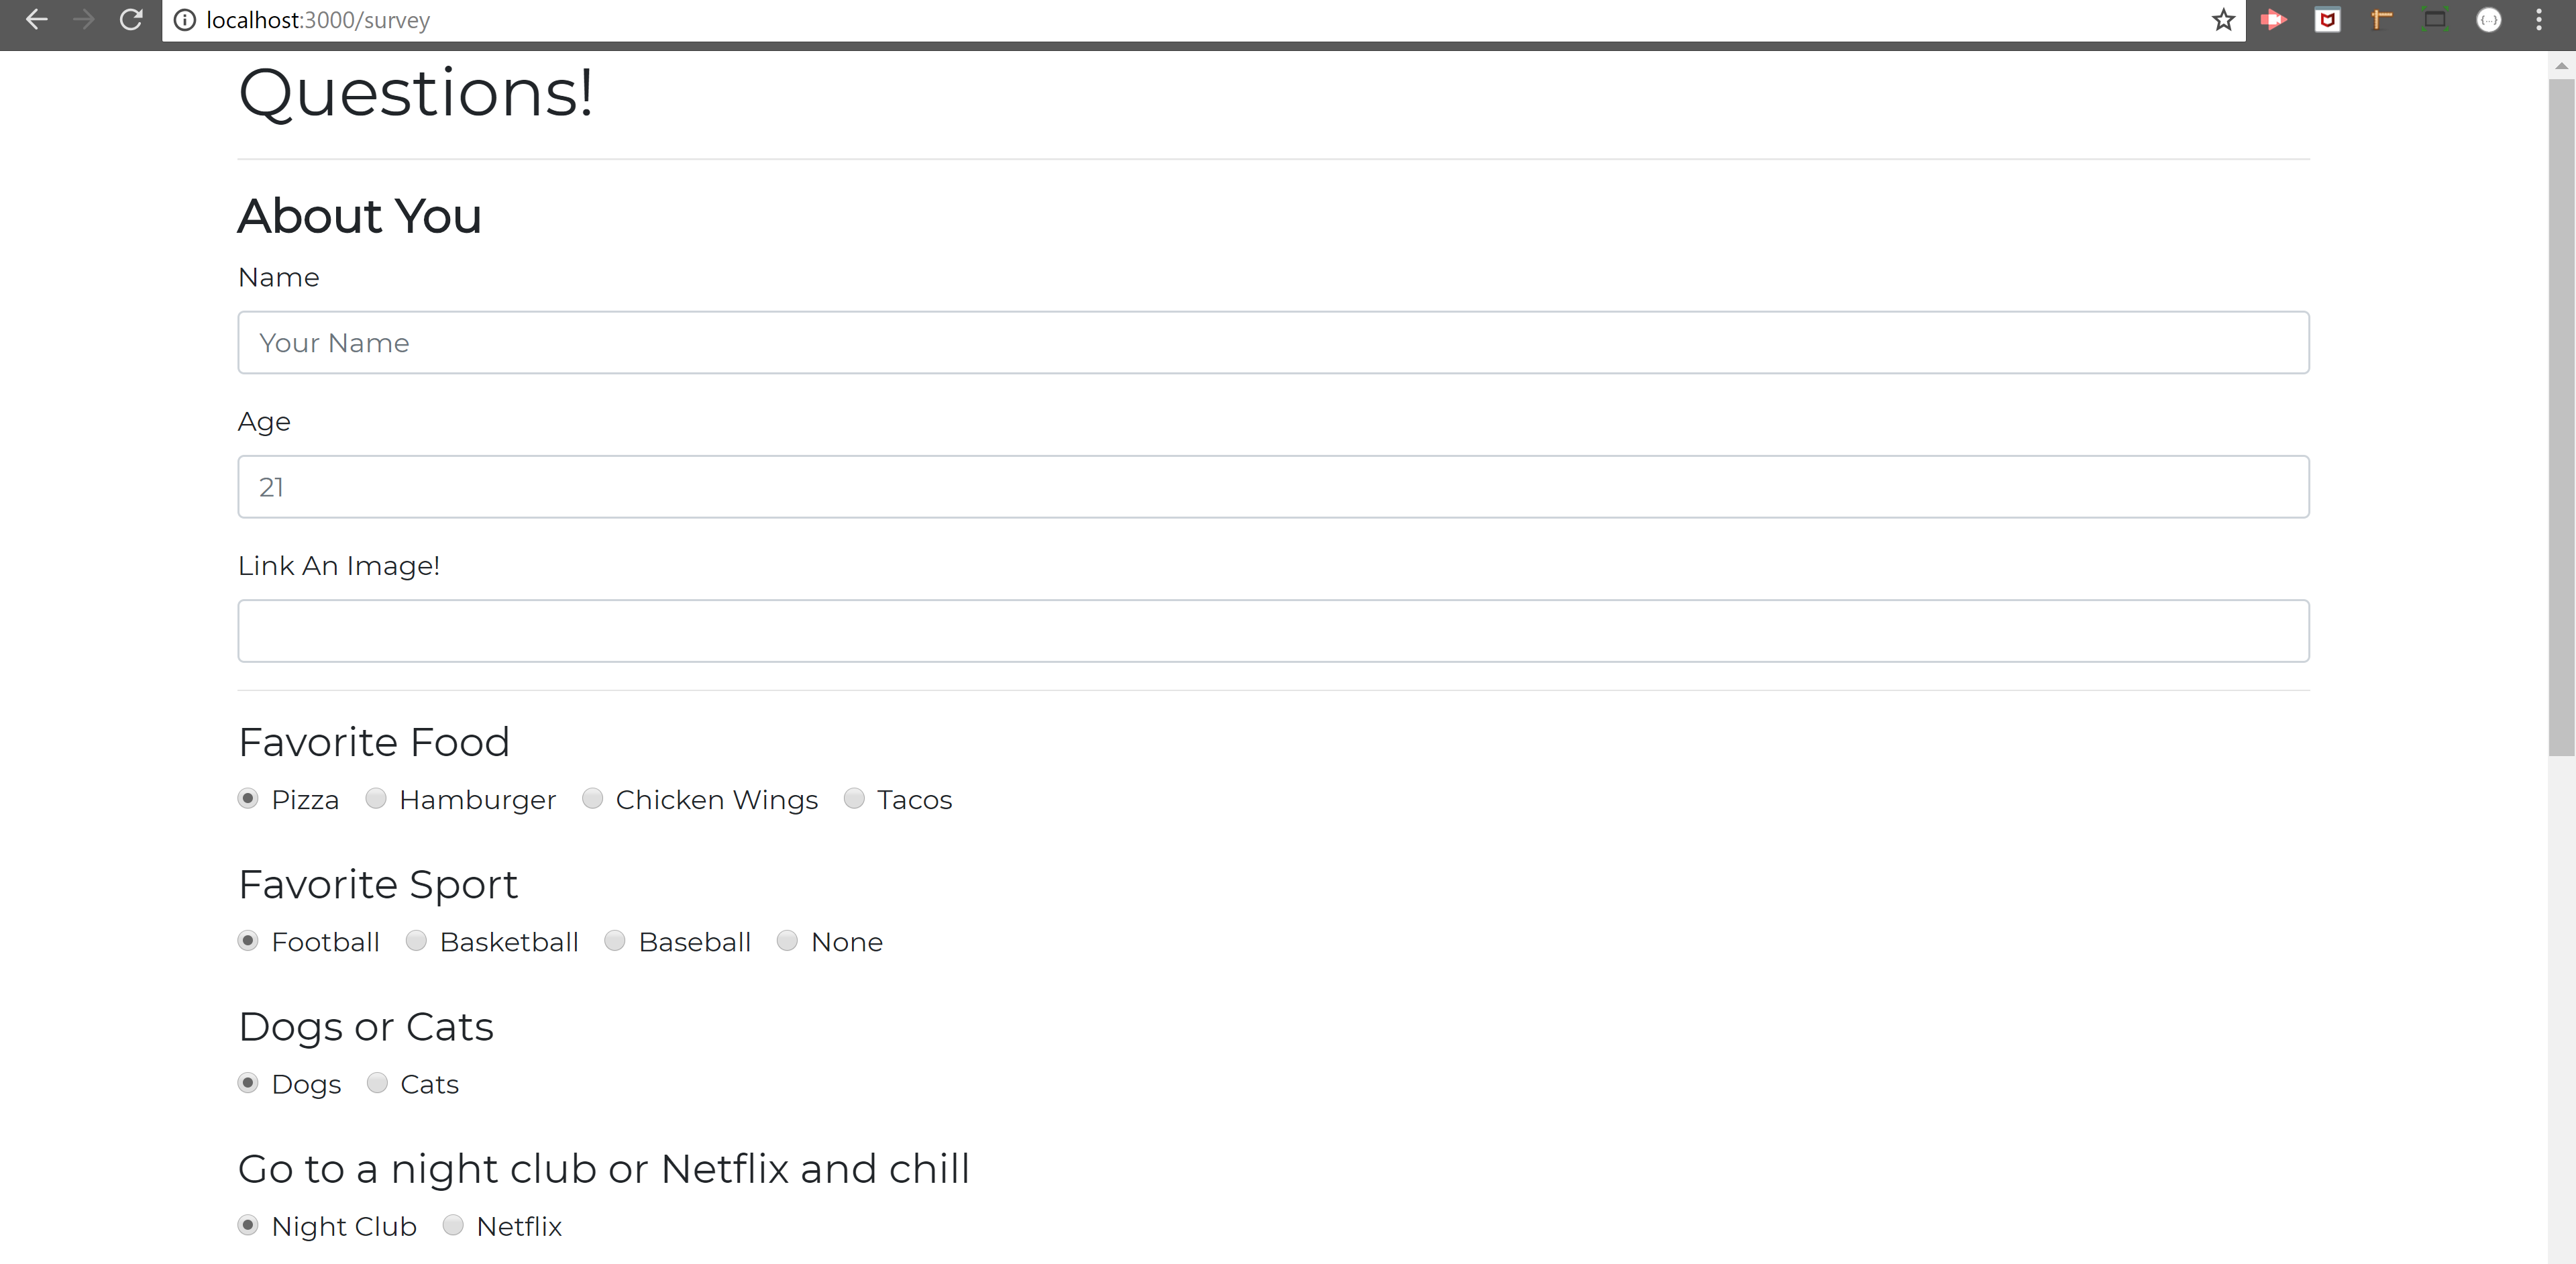 localhost:3000/survey
Questions!
About You
Name
Your Name
Age
21
Link An Image!
Favorite Food
Pizza Hamburger Chicken Wings Tacos
Favorite Sport
Football Basketball Baseball None
Dogs or Cats
Dogs Cats
Go to a night club or Netflix and chill
Night Club Netflix